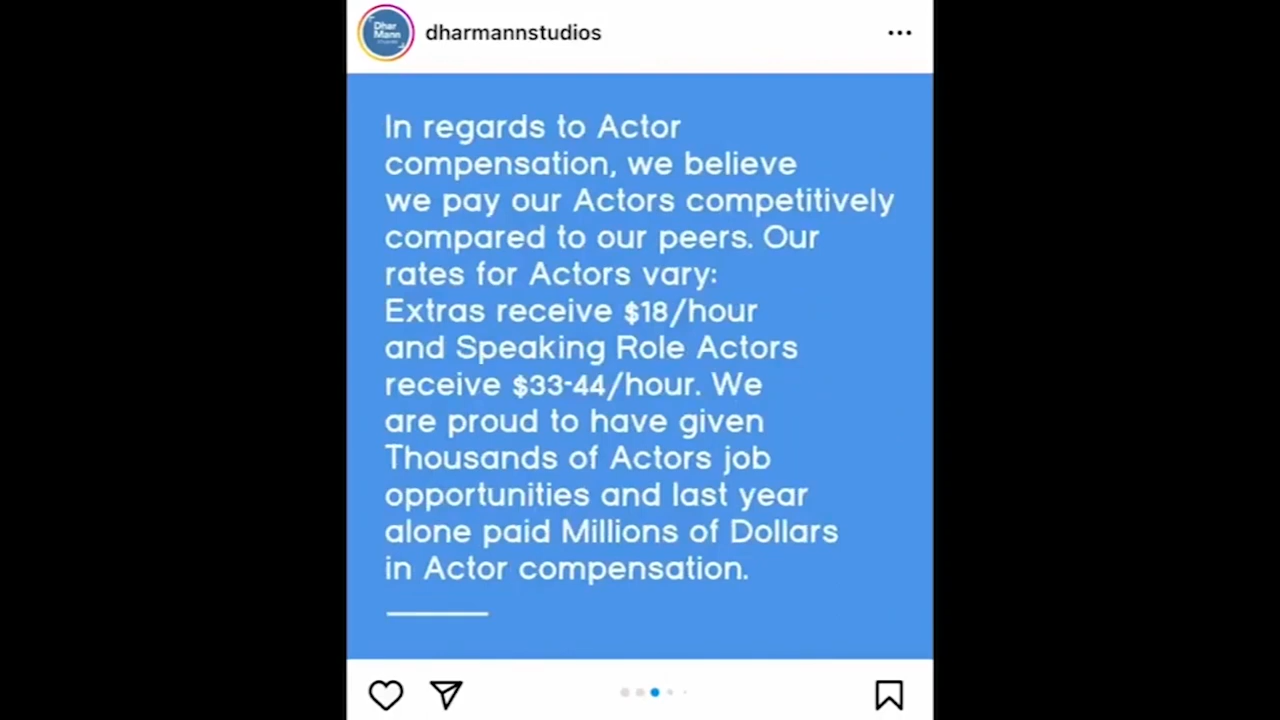 Dhar
Mann
dharmannstudios
In regards to Actor
compensation, we believe
we pay our Actors competitively
compared to our peers. Our
rates for Actors vary:
Extras receive $18/hour
and Speaking Role Actors
receive $33-44/hour. We
are proud to have given
Thousands of Actors job
opportunities and last year
alone paid Millions of Dollars
in Actor compensation.